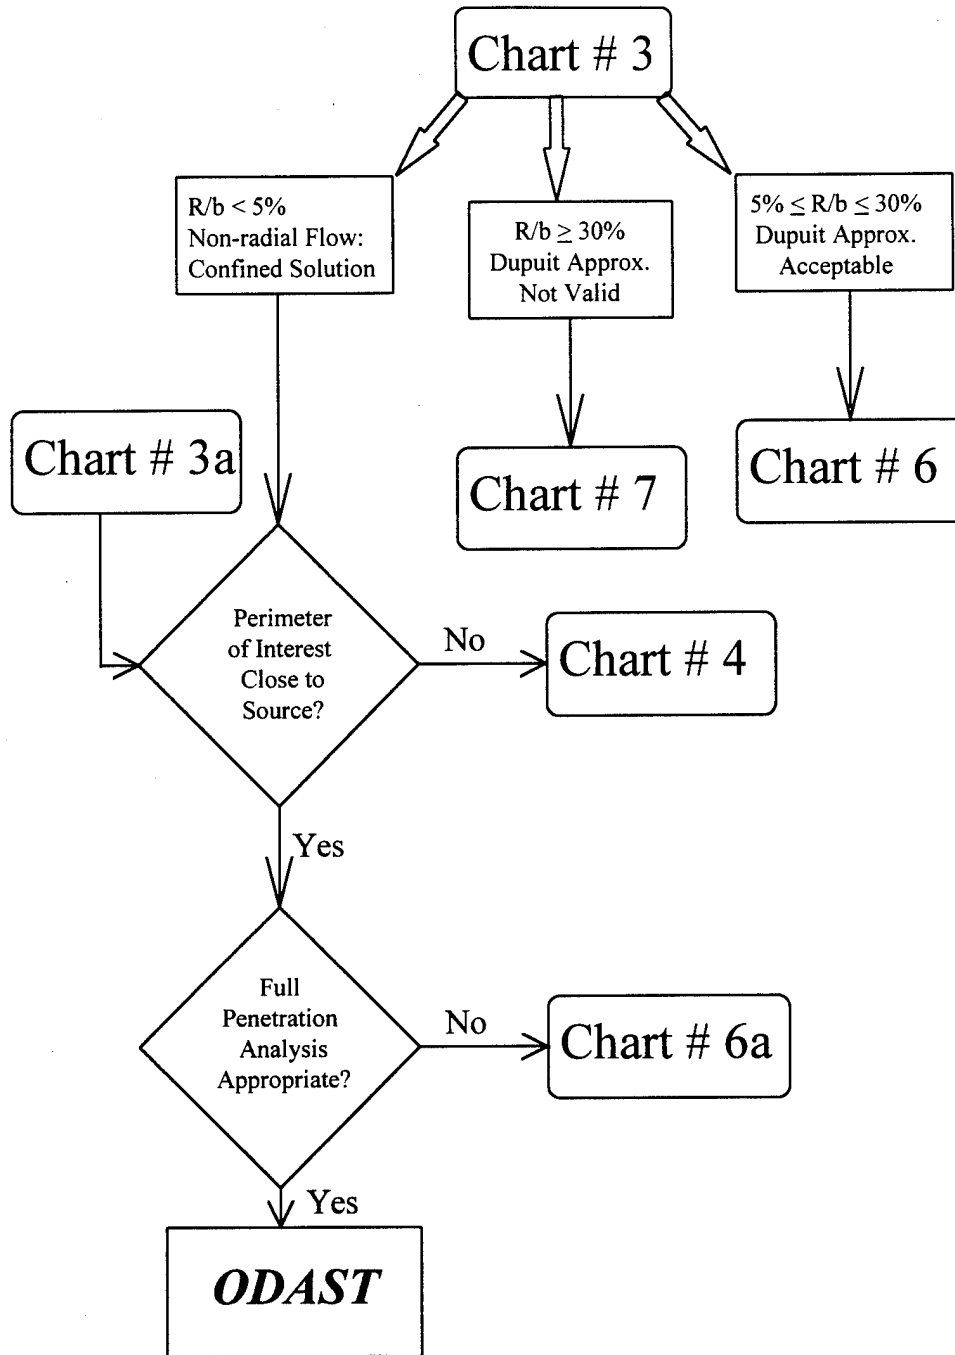 Chart # 3
R/b < 5%
Non-radial Flow:
Confined Solution
R/b ≥ 30%
Dupuit Approx.
Not Valid
5% ≤ R/b ≤ 30%
Dupuit Approx.
Acceptable
Chart # 3a
Chart # 7
Chart # 6
Perimeter
of Interest
Close to
Source?
No
Chart # 4
Yes
Full
Penetration
Analysis
Appropriate?
No
Chart # 6a
Yes
ODAST